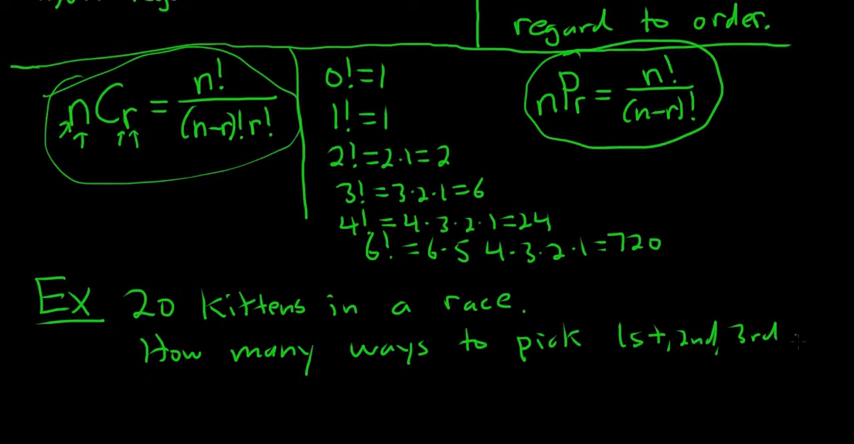 regard to order.
nCr = n! / (n-r)! r!
0! = 1
1! = 1
2! = 2·1 = 2
3! = 3·2·1 = 6
4! = 4·3·2·1 = 24
6! = 6·5 4·3·2·1 = 720
nPr = n! / (n-r)!
Ex 20 kittens in a race.
How many ways to pick 1st, 2nd, 3rd